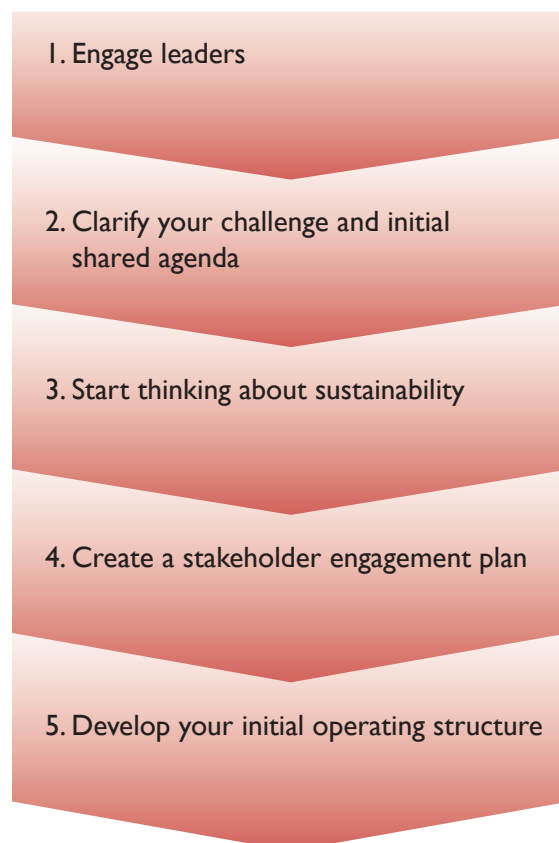 1. Engage leaders
2. Clarify your challenge and initial
shared agenda
3. Start thinking about sustainability
4. Create a stakeholder engagement plan
5. Develop your initial operating structure